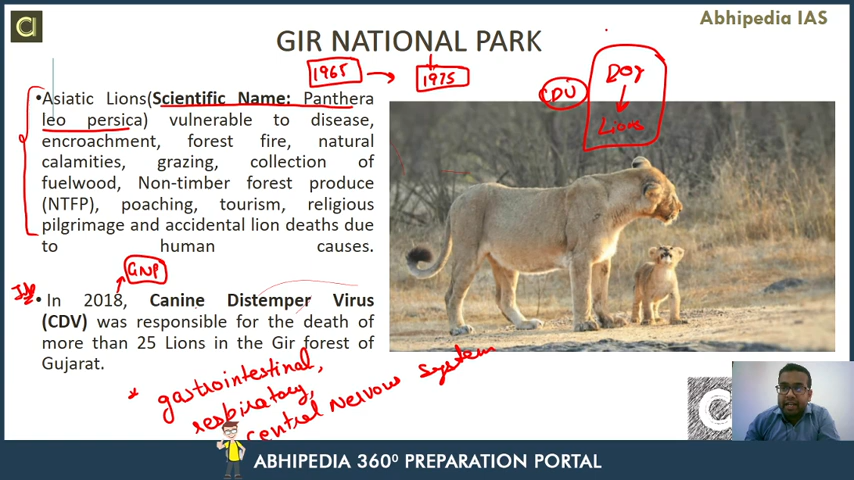 Abhipedia IAS
GIR NATIONAL PARK
1965 → 1975
CDV
Dog
Lions
•Asiatic Lions(Scientific Name: Panthera
leo persica) vulnerable to disease,
encroachment, forest fire, natural
calamities, grazing, collection of
fuelwood, Non-timber forest produce
(NTFP), poaching, tourism, religious
pilgrimage and accidental lion deaths due
to human causes.
GNP
Imp
• In 2018, Canine Distemper Virus
(CDV) was responsible for the death of
more than 25 Lions in the Gir forest of
Gujarat.
* gastrointestinal,
respiratory,
central nervous system
ABHIPEDIA 360⁰ PREPARATION PORTAL